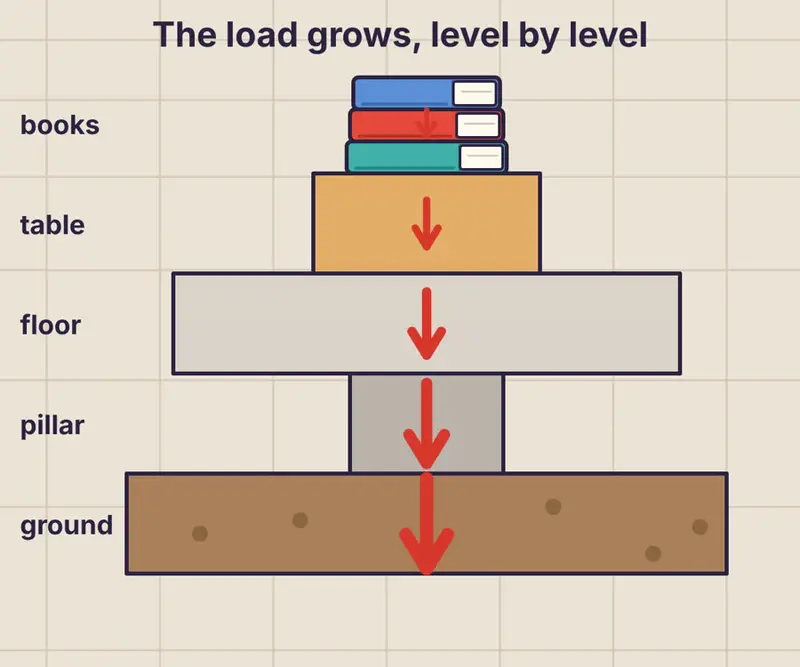 The load grows, level by level
books
table
floor
pillar
ground